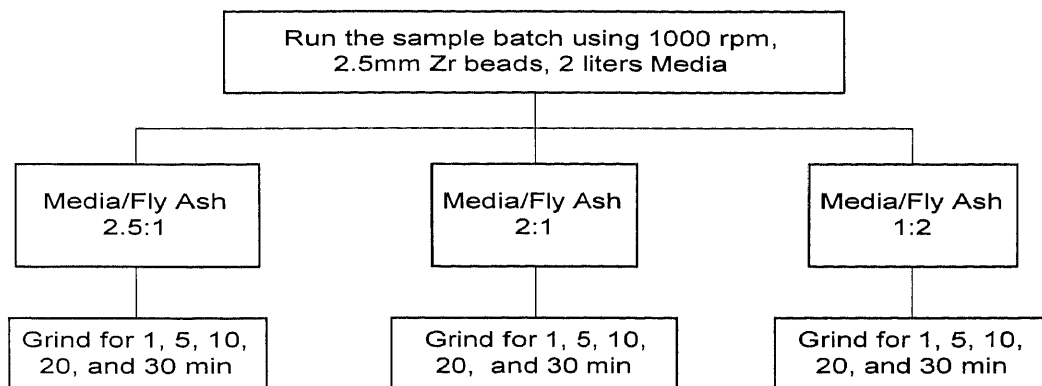 Run the sample batch using 1000 rpm,
2.5mm Zr beads, 2 liters Media
Media/Fly Ash
2.5:1
Media/Fly Ash
2:1
Media/Fly Ash
1:2
Grind for 1, 5, 10,
20, and 30 min
Grind for 1, 5, 10,
20, and 30 min
Grind for 1, 5, 10,
20, and 30 min